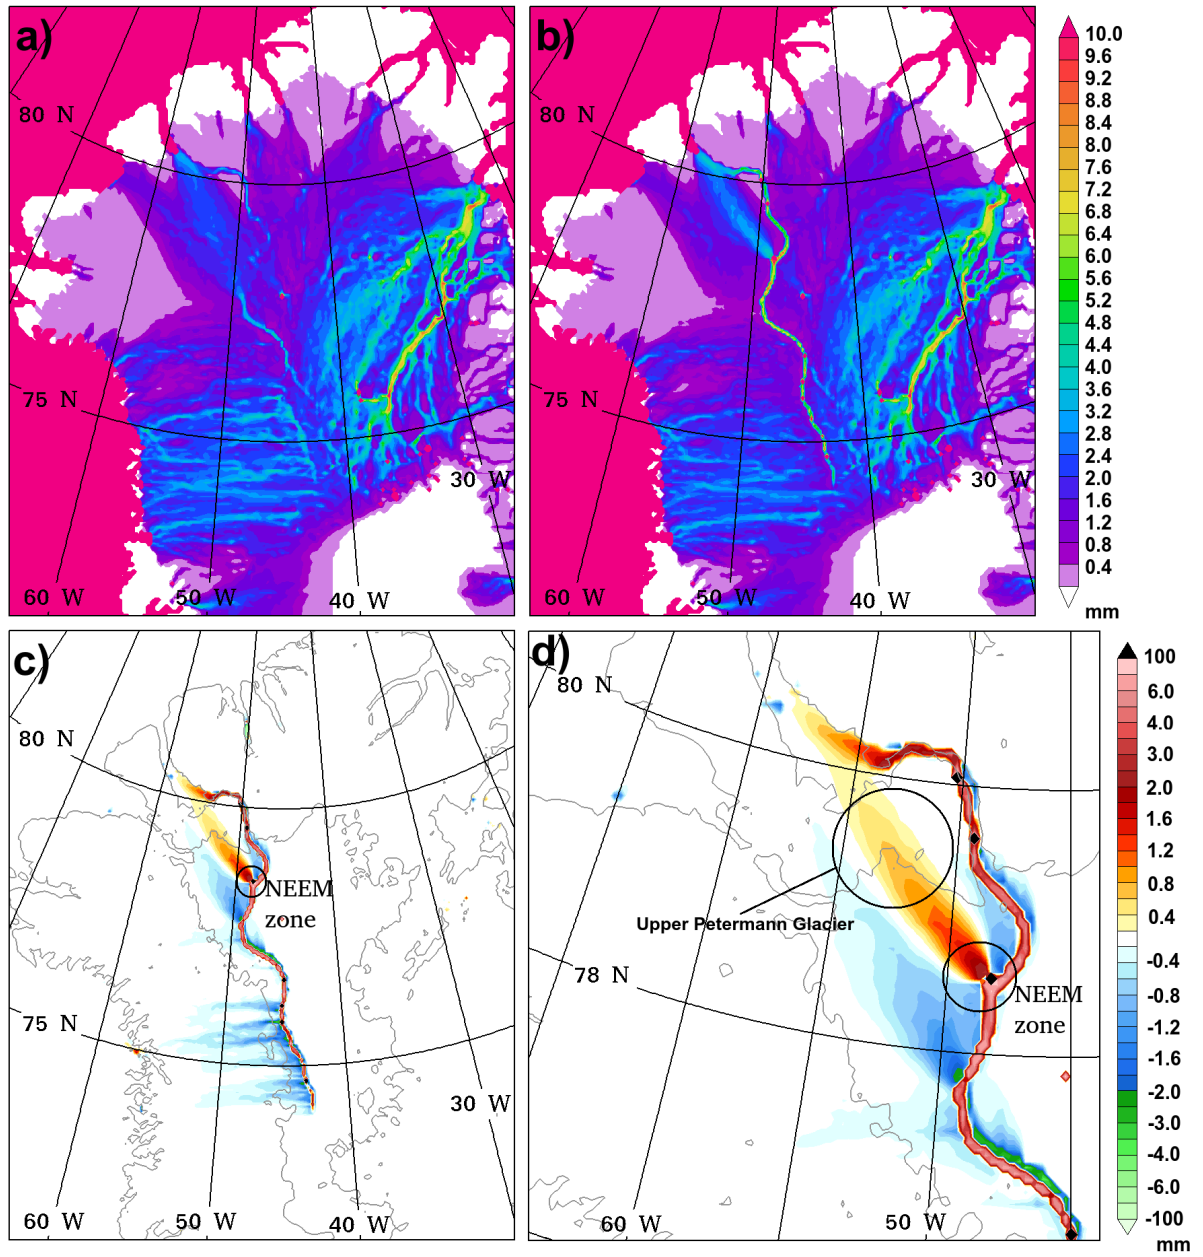 a)
80 N
75 N
60 W
50 W
40 W
30 W
b)
10.0
9.6
9.2
8.8
8.4
8.0
7.6
7.2
6.8
6.4
6.0
5.6
5.2
4.8
4.4
4.0
3.6
3.2
2.8
2.4
2.0
1.6
1.2
0.8
0.4
mm
80 N
75 N
60 W
50 W
40 W
30 W
c)
80 N
NEEM
zone
75 N
30 W
60 W
50 W
40 W
d)
80 N
Upper Petermann Glacier
78 N
NEEM
zone
60 W
50 W
100
6.0
4.0
3.0
2.0
1.6
1.2
0.8
0.4
-0.4
-0.8
-1.2
-1.6
-2.0
-3.0
-4.0
-6.0
-100
mm